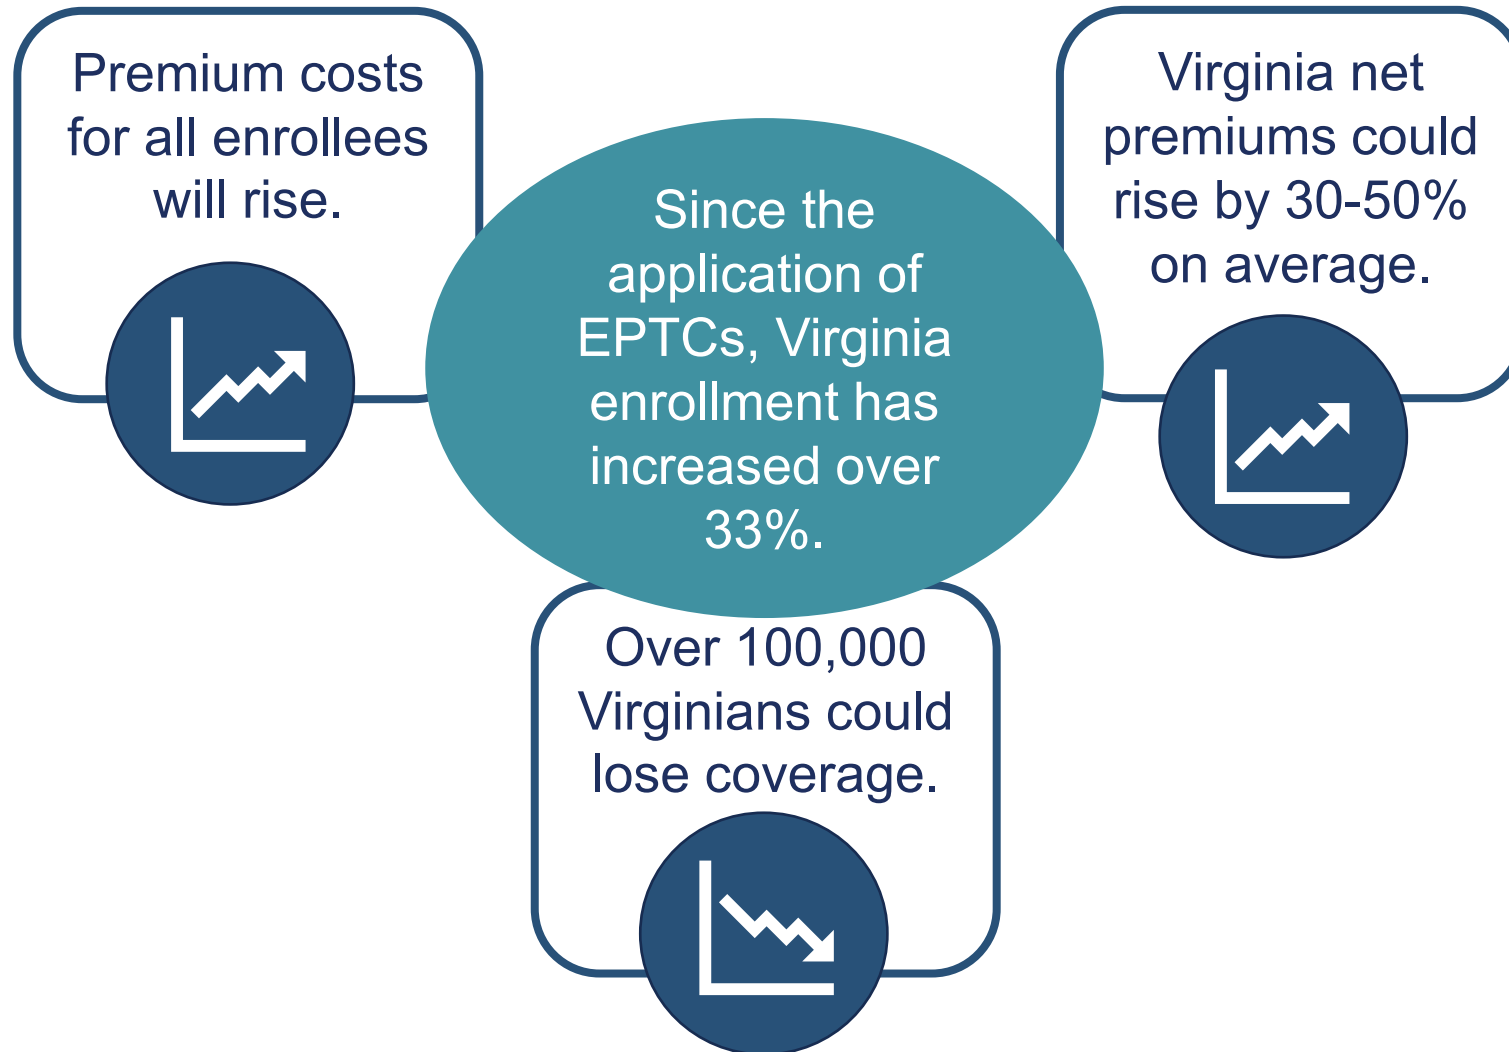 Premium costs
for all enrollees
will rise.
Since the
application of
EPTCs, Virginia
enrollment has
increased over
33%.
Virginia net
premiums could
rise by 30-50%
on average.
Over 100,000
Virginians could
lose coverage.